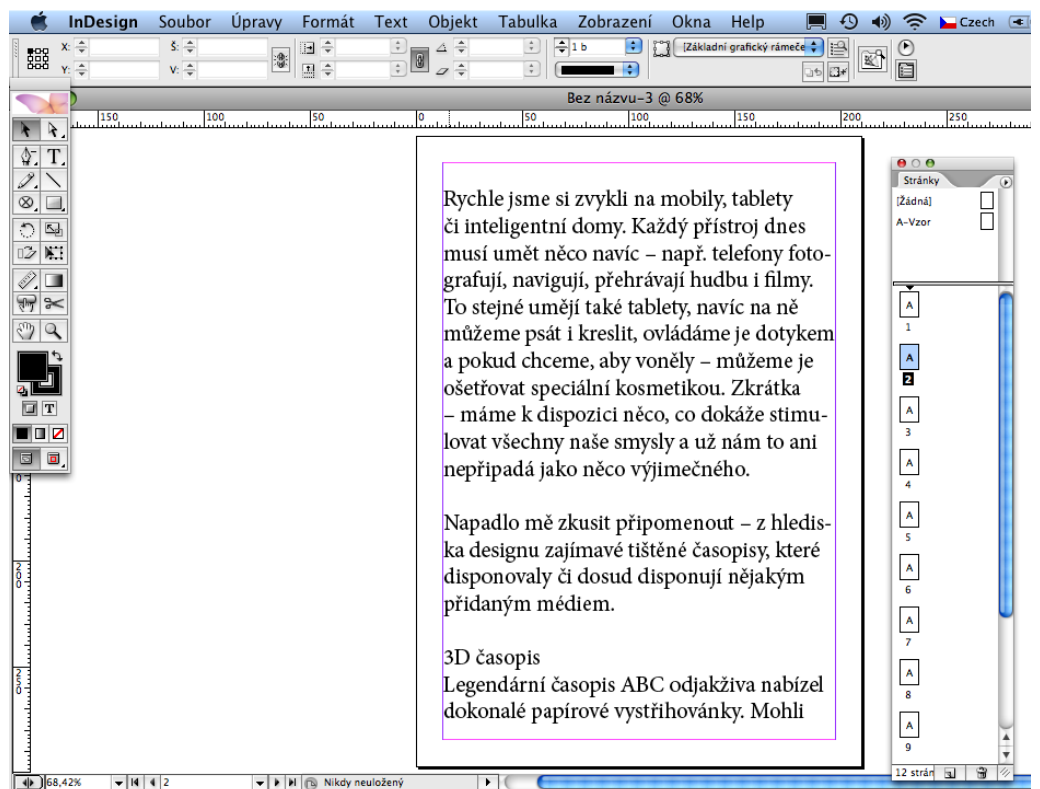 InDesign Soubor Úpravy Formát Text Objekt Tabulka Zobrazení Okna Help Czech
X: Š: 1 b [Základní grafický rámeče
Y: V:
Bez názvu-3 @ 68%
150 100 50 0 50 100 150 200 250
Stránky
[Žádná]
A-Vzor
Rychle jsme si zvykli na mobily, tablety
či inteligentní domy. Každý přístroj dnes
musí umět něco navíc – např. telefony foto-
grafují, navigují, přehrávají hudbu i filmy.
To stejné umějí také tablety, navíc na ně
můžeme psát i kreslit, ovládáme je dotykem
a pokud chceme, aby voněly – můžeme je
ošetřovat speciální kosmetikou. Zkrátka
– máme k dispozici něco, co dokáže stimu-
lovat všechny naše smysly a už nám to ani
nepřipadá jako něco výjimečného.
Napadlo mě zkusit připomenout – z hledis-
ka designu zajímavé tištěné časopisy, které
disponovaly či dosud disponují nějakým
přidaným médiem.
3D časopis
Legendární časopis ABC odjakživa nabízel
dokonalé papírové vystřihovánky. Mohli
A
1
A
2
A
3
A
4
A
5
A
6
A
7
A
8
A
9
12 strán
T
T
0
200
250
68,42% 2 Nikdy neuložený